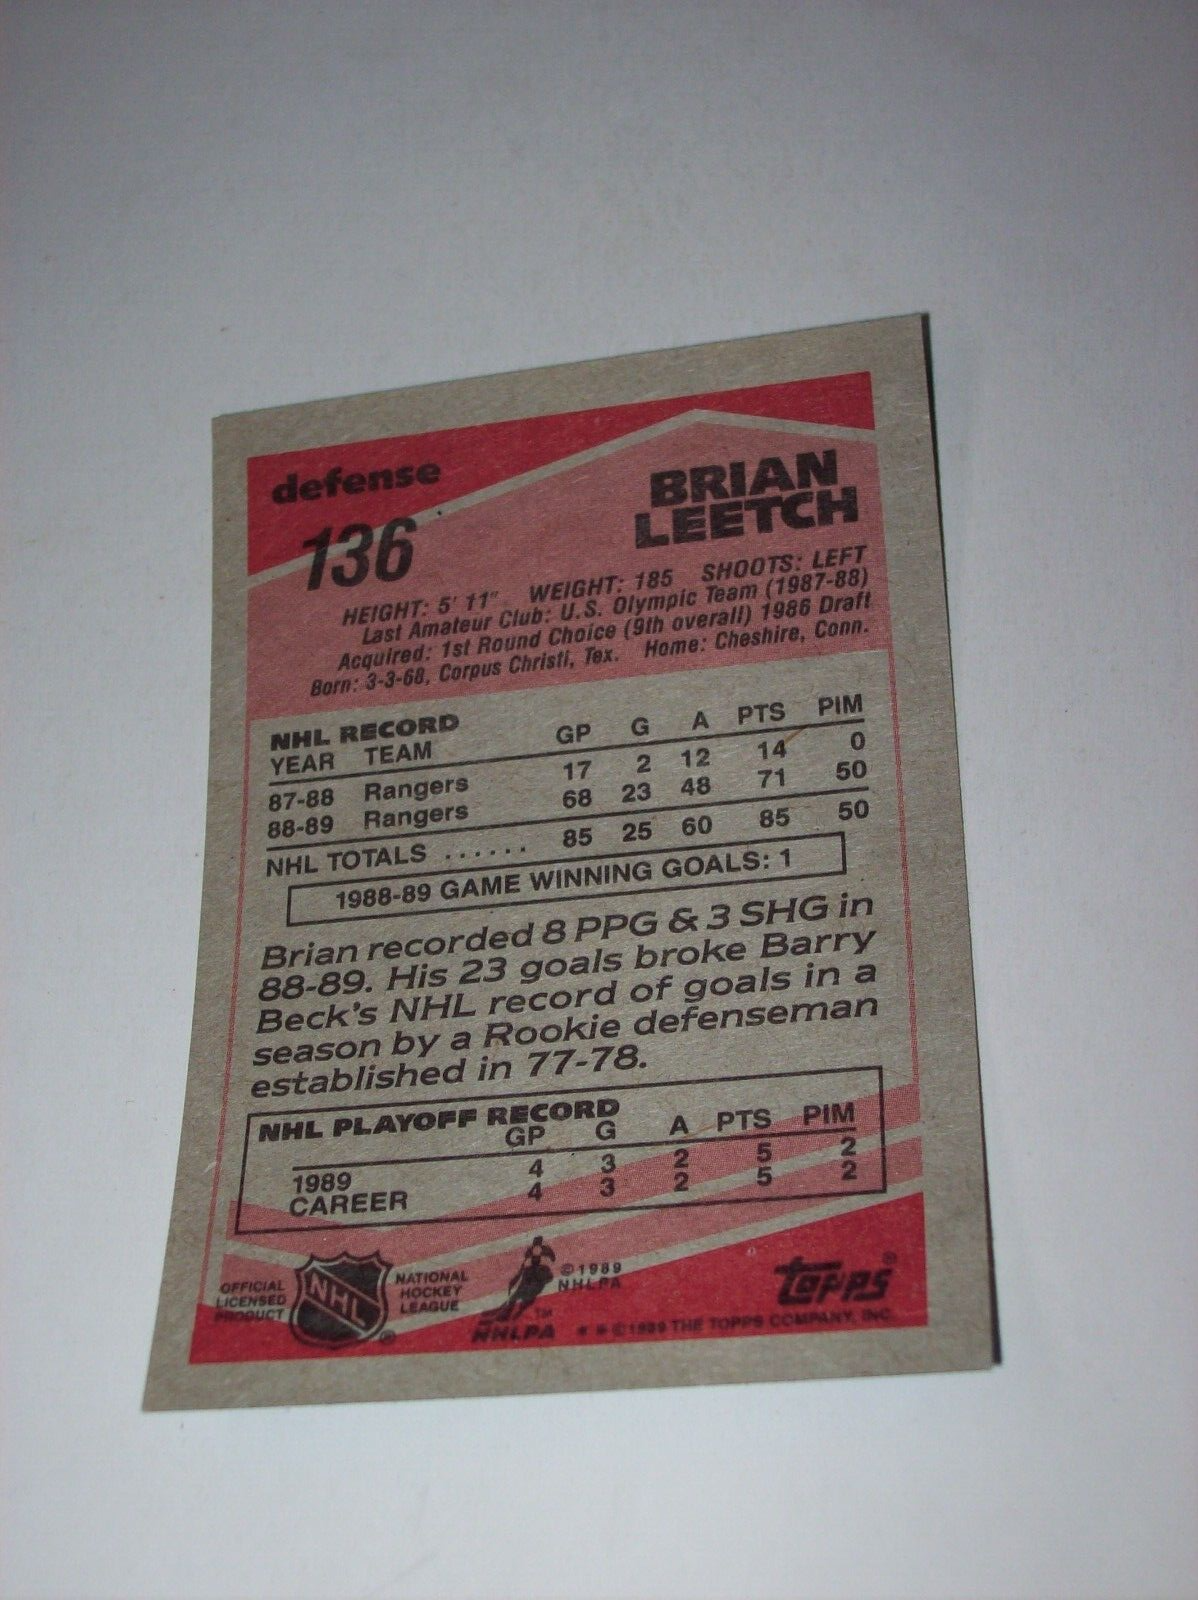 defense
136
BRIAN
LEETCH
HEIGHT: 5' 11" WEIGHT: 185 SHOOTS: LEFT
Last Amateur Club: U.S. Olympic Team (1987-88)
Acquired: 1st Round Choice (9th overall) 1986 Draft
Born: 3-3-68, Corpus Christi, Tex. Home: Cheshire, Conn.
NHL RECORD
YEAR TEAM GP G A PTS PIM
87-88 Rangers 17 2 12 14 0
88-89 Rangers 68 23 48 71 50
NHL TOTALS ...... 85 25 60 85 50
1988-89 GAME WINNING GOALS: 1
Brian recorded 8 PPG & 3 SHG in
88-89. His 23 goals broke Barry
Beck's NHL record of goals in a
season by a Rookie defenseman
established in 77-78.
NHL PLAYOFF RECORD
GP G A PTS PIM
1989 4 3 2 5 2
CAREER 4 3 2 5 2
OFFICIAL
LICENSED
PRODUCT
NHL
®
NATIONAL
HOCKEY
LEAGUE
©1989
NHLPA
TM
NHLPA
topps®
* * ©1989 THE TOPPS COMPANY, INC.